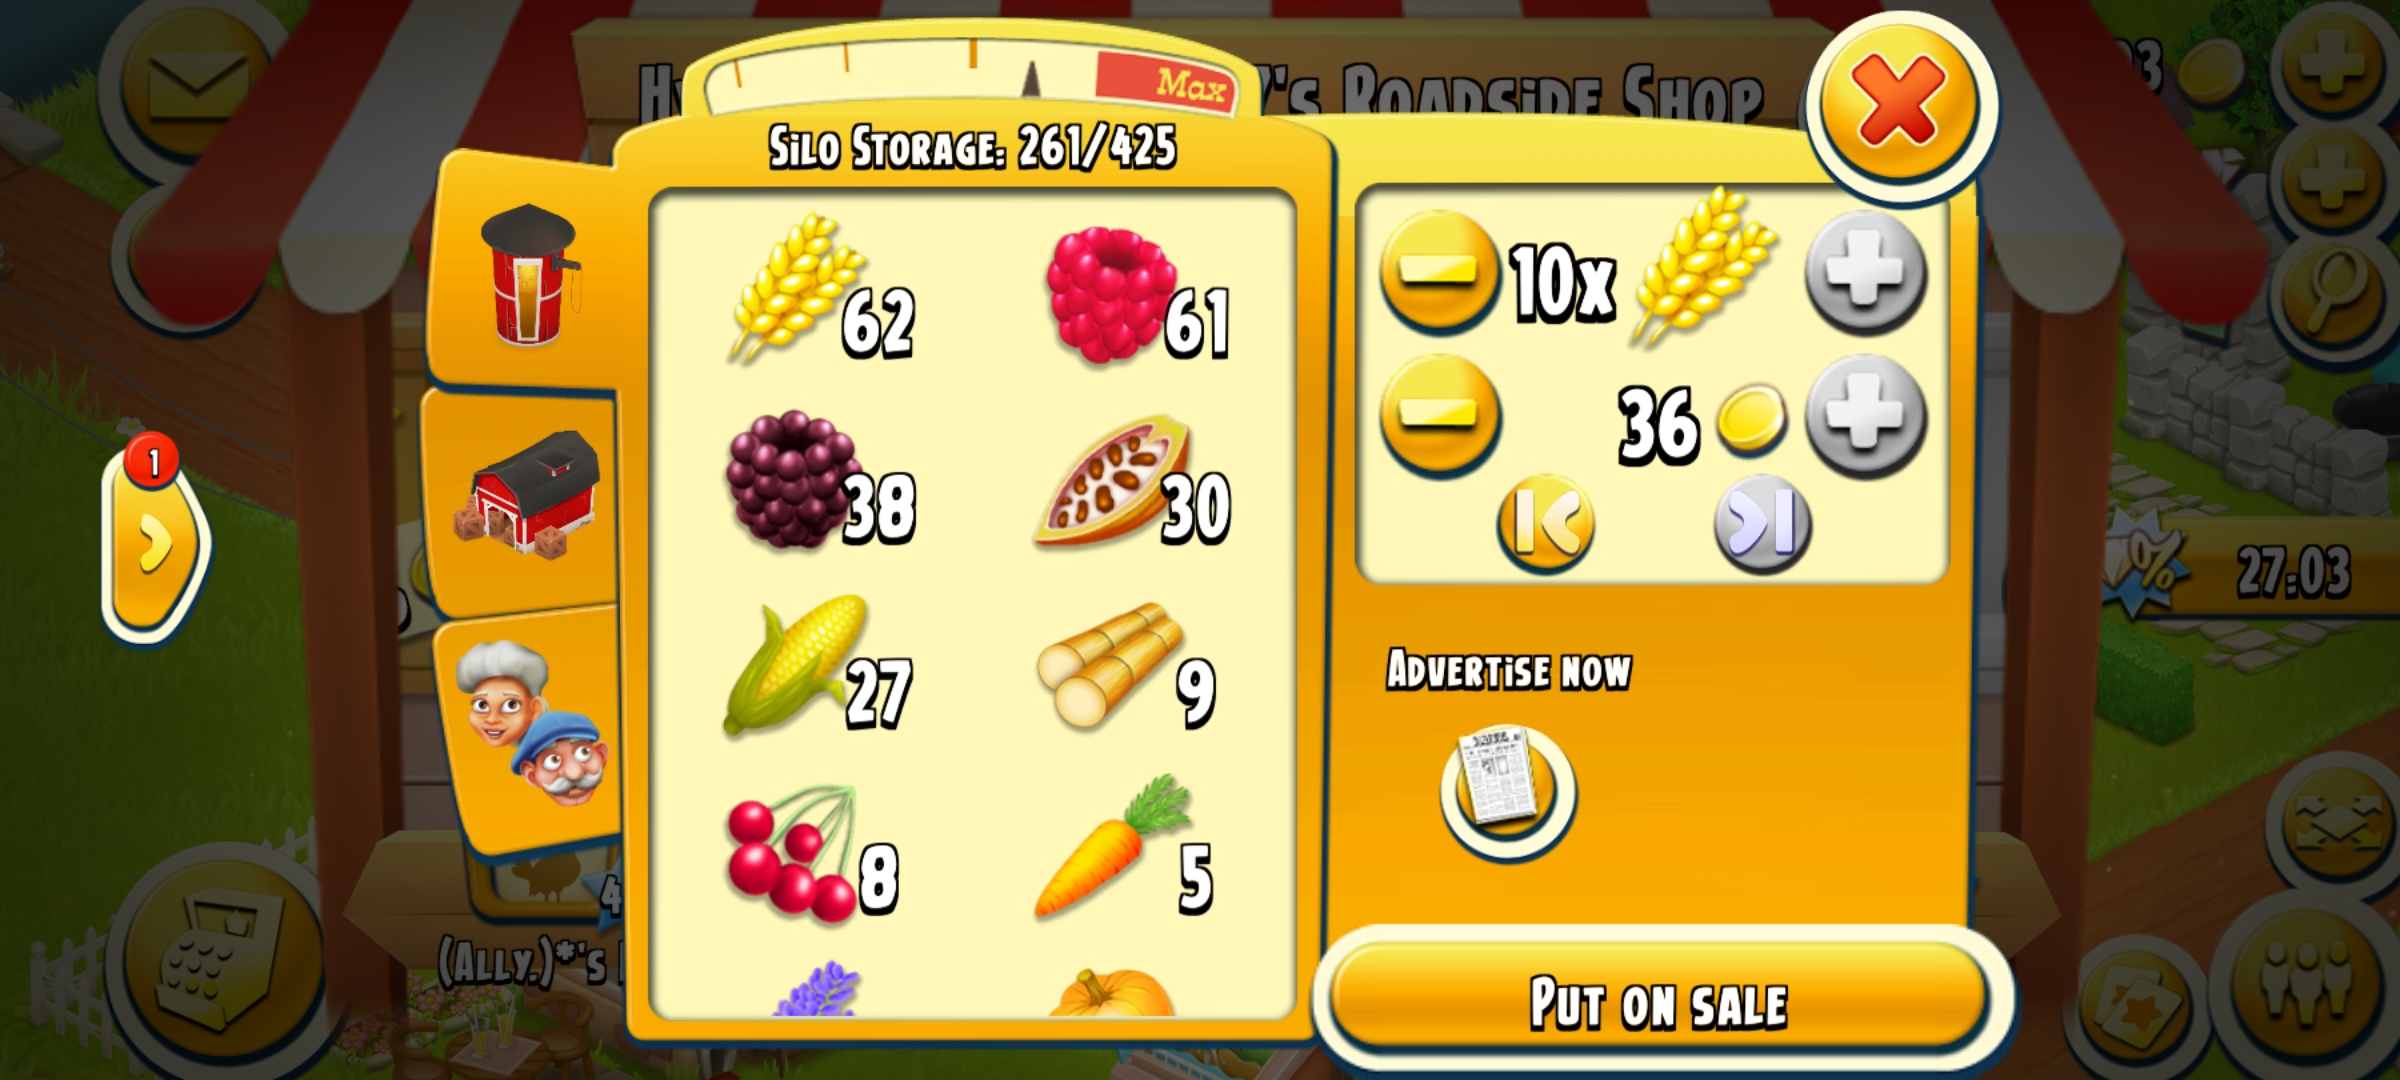 Max
's Roadside Shop
Silo Storage: 261/425
62
61
10x
38
30
36
1
27
9
27:03
Advertise now
8
5
(Ally.)*'s
Put on sale